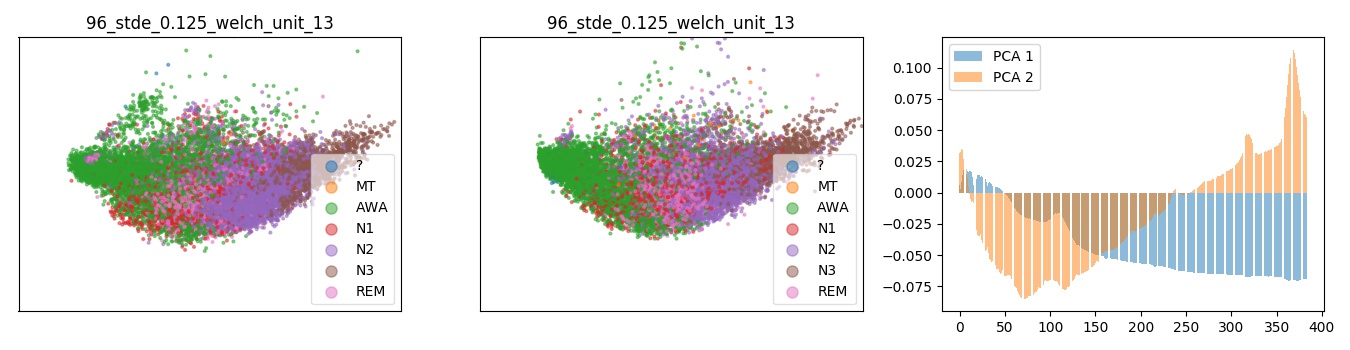 96_stde_0.125_welch_unit_13
?
MT
AWA
N1
N2
N3
REM
96_stde_0.125_welch_unit_13
?
MT
AWA
N1
N2
N3
REM
PCA 1
PCA 2
0.100
0.075
0.050
0.025
0.000
−0.025
−0.050
−0.075
0 50 100 150 200 250 300 350 400